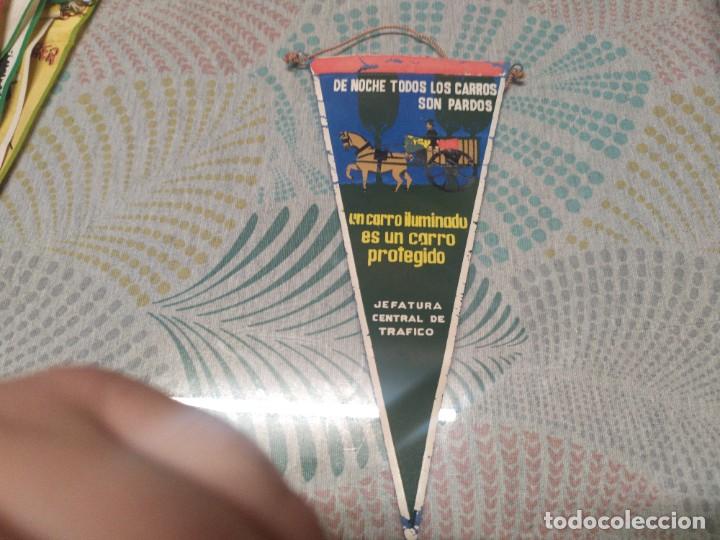 DE NOCHE TODOS LOS CARROS
SON PARDOS
un carro iluminado
es un carro
protegido
JEFATURA
CENTRAL DE
TRAFICO
todocoleccion